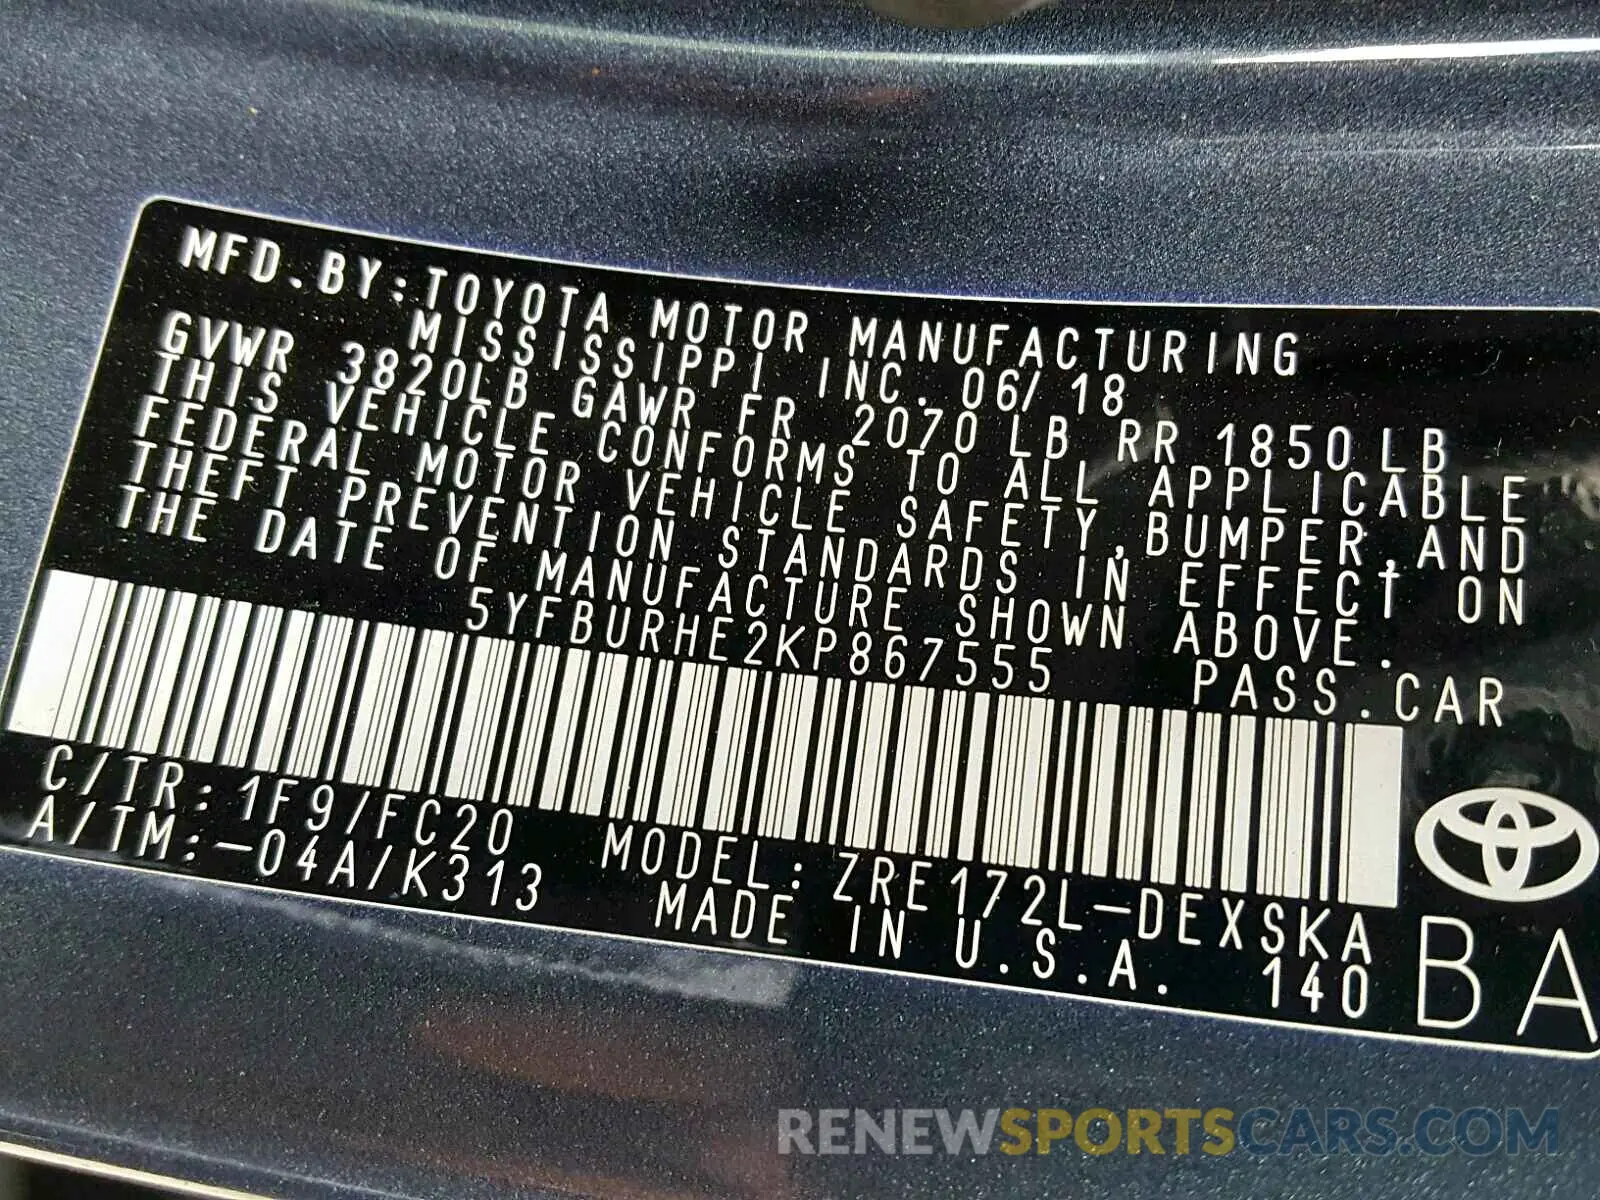 MFD.BY:TOYOTA MOTOR MANUFACTURING
MISSISSIPPI INC. 06/18
GVWR 3820LB GAWR FR 2070LB RR 1850LB
THIS VEHICLE CONFORMS TO ALL APPLICABLE
FEDERAL MOTOR VEHICLE SAFETY,BUMPER,AND
THEFT PREVENTION STANDARDS IN EFFECT ON
THE DATE OF MANUFACTURE SHOWN ABOVE.
5YFBURHE2KP867555 PASS.CAR
C/TR:1F9/FC20 MODEL:ZRE172L-DEXSKA
A/TM:-04A/K313 MADE IN U.S.A. 140
BA
RENEWSPORTSCARS.COM